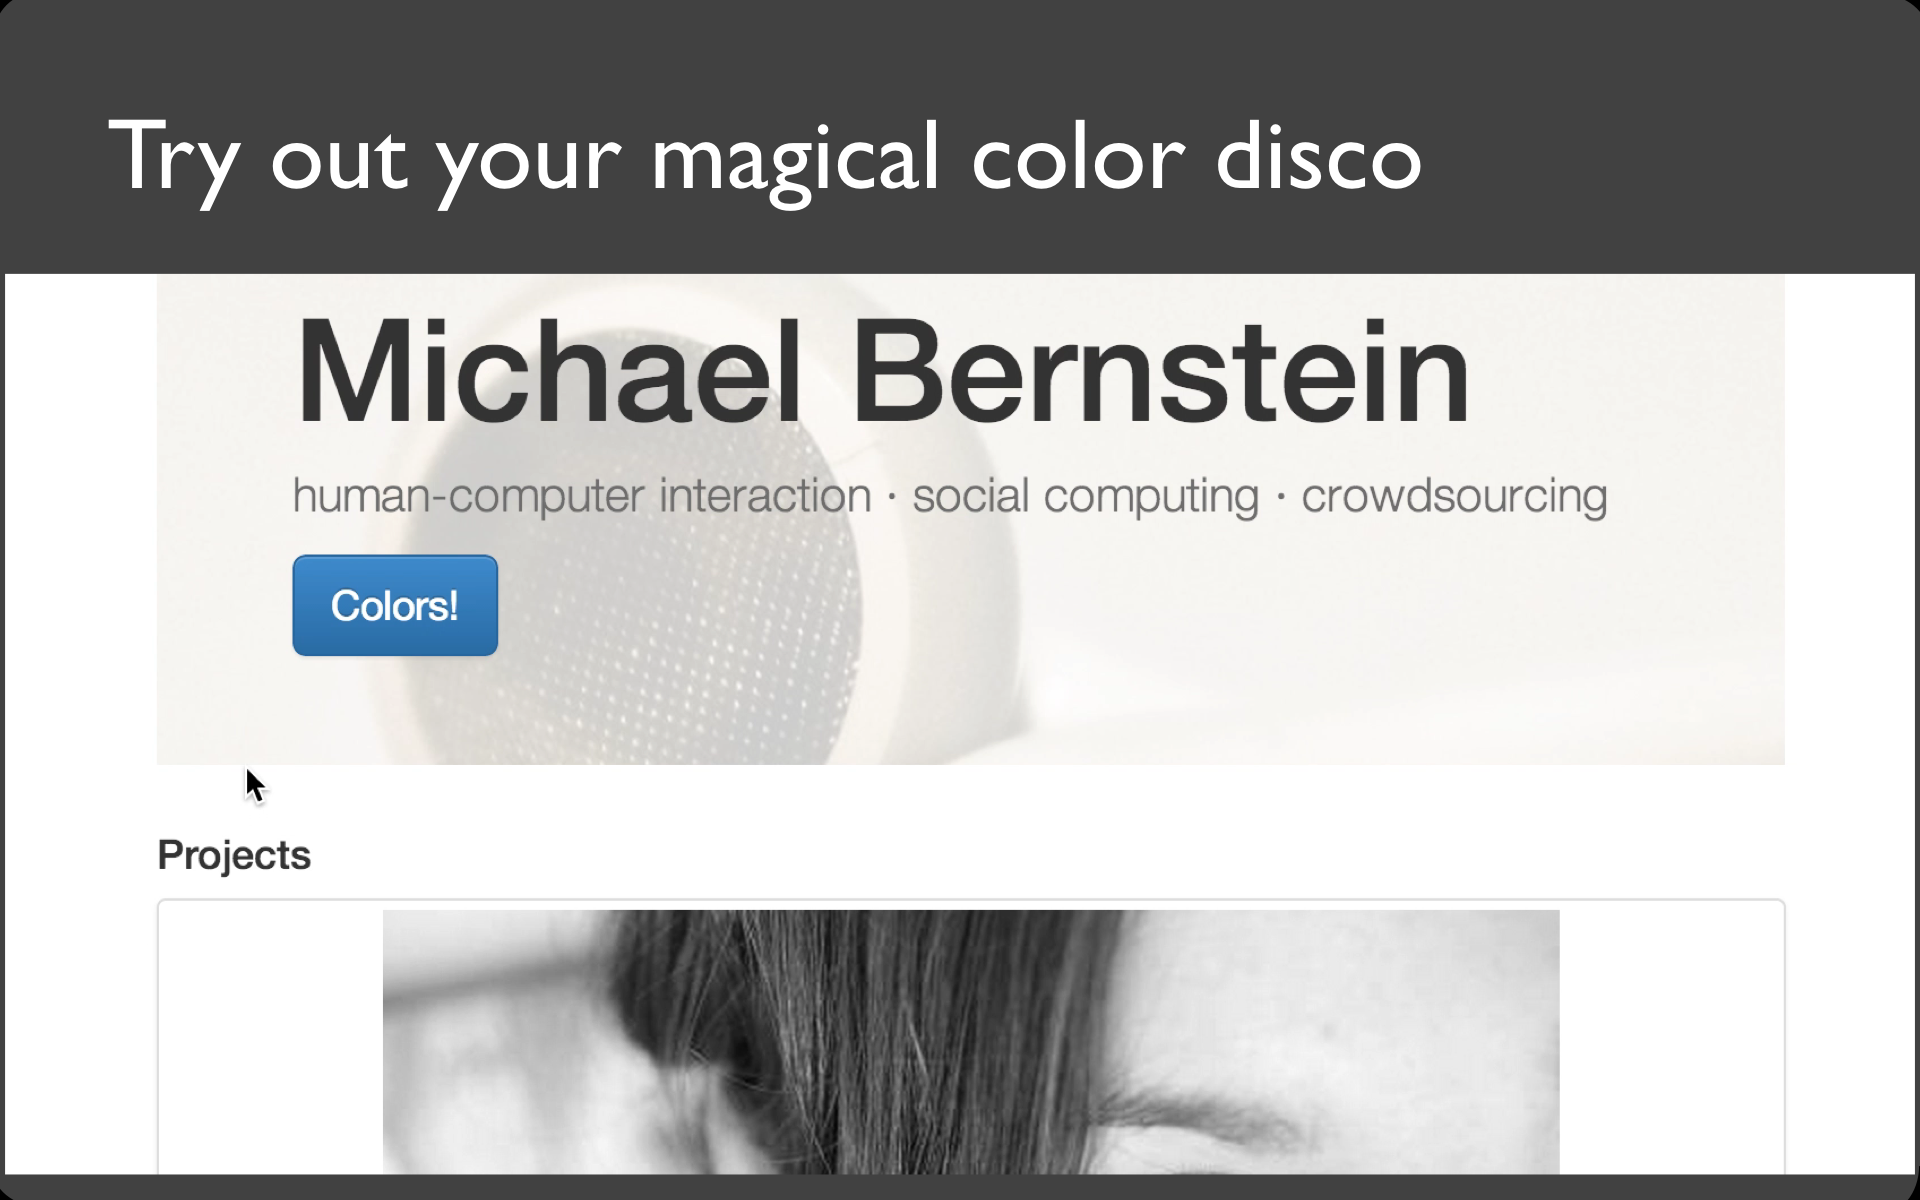 Try out your magical color disco
Michael Bernstein
human-computer interaction · social computing · crowdsourcing
Colors!
Projects